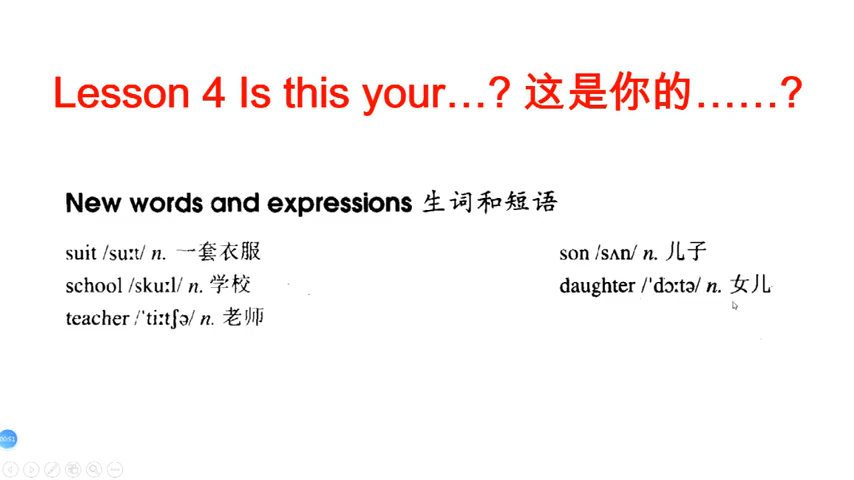 Lesson 4 Is this your…? 这是你的……?
New words and expressions 生词和短语
suit /suːt/ n. 一套衣服
school /skuːl/ n. 学校
teacher /ˈtiːtʃə/ n. 老师
son /sʌn/ n. 儿子
daughter /ˈdɔːtə/ n. 女儿
00:51